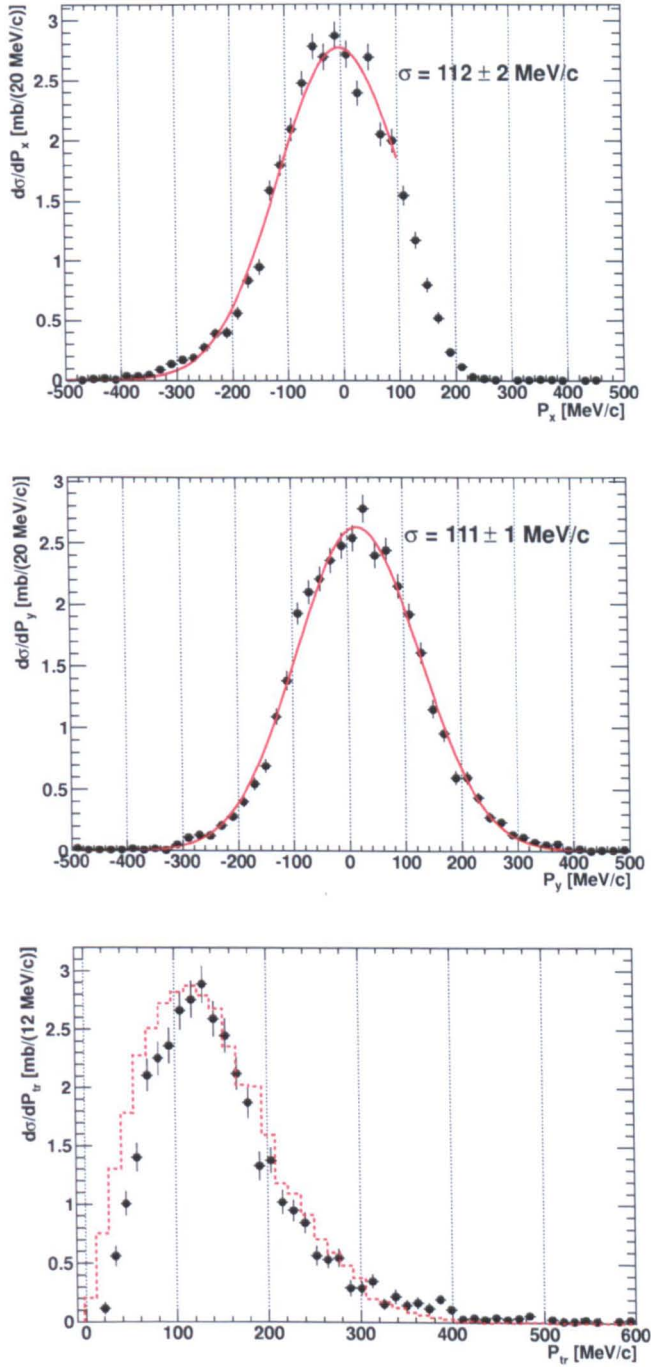 dσ/dPₓ [mb/(20 MeV/c)]
3
2.5
2
1.5
1
0.5
0
σ = 112 ± 2 MeV/c
-500 -400 -300 -200 -100 0 100 200 300 400 500
Pₓ [MeV/c]
dσ/dP_y [mb/(20 MeV/c)]
3
2.5
2
1.5
1
0.5
0
σ = 111 ± 1 MeV/c
-500 -400 -300 -200 -100 0 100 200 300 400 500
P_y [MeV/c]
dσ/dP_tr [mb/(12 MeV/c)]
3
2.5
2
1.5
1
0.5
0
0 100 200 300 400 500 600
P_tr [MeV/c]